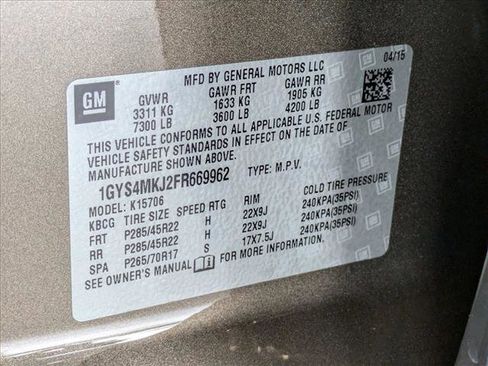 GM
MFD BY GENERAL MOTORS LLC
04/15
GVWR GAWR FRT GAWR RR
3311 KG 1633 KG 1905 KG
7300 LB 3600 LB 4200 LB
THIS VEHICLE CONFORMS TO ALL APPLICABLE U.S. FEDERAL MOTOR
VEHICLE SAFETY STANDARDS IN EFFECT ON THE DATE OF
MANUFACTURE SHOWN ABOVE.
1GYS4MKJ2FR669962 TYPE: M.P.V.
MODEL: K15706 COLD TIRE PRESSURE
KBCG TIRE SIZE SPEED RTG RIM
FRT P285/45R22 H 22X9J 240KPA(35PSI)
RR P285/45R22 H 22X9J 240KPA(35PSI)
SPA P265/70R17 S 17X7.5J 240KPA(35PSI)
SEE OWNER'S MANUAL FOR MORE INFORMATION.